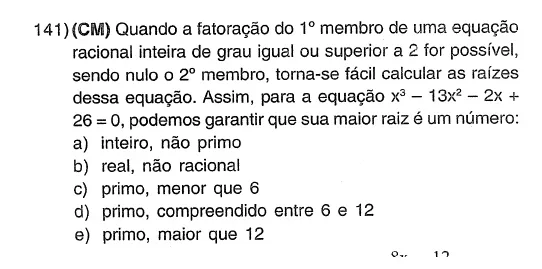 141) (CM) Quando a fatoração do 1º membro de uma equação
racional inteira de grau igual ou superior a 2 for possível,
sendo nulo o 2º membro, torna-se fácil calcular as raízes
dessa equação. Assim, para a equação x³ – 13x² – 2x +
26 = 0, podemos garantir que sua maior raiz é um número:
a) inteiro, não primo
b) real, não racional
c) primo, menor que 6
d) primo, compreendido entre 6 e 12
e) primo, maior que 12